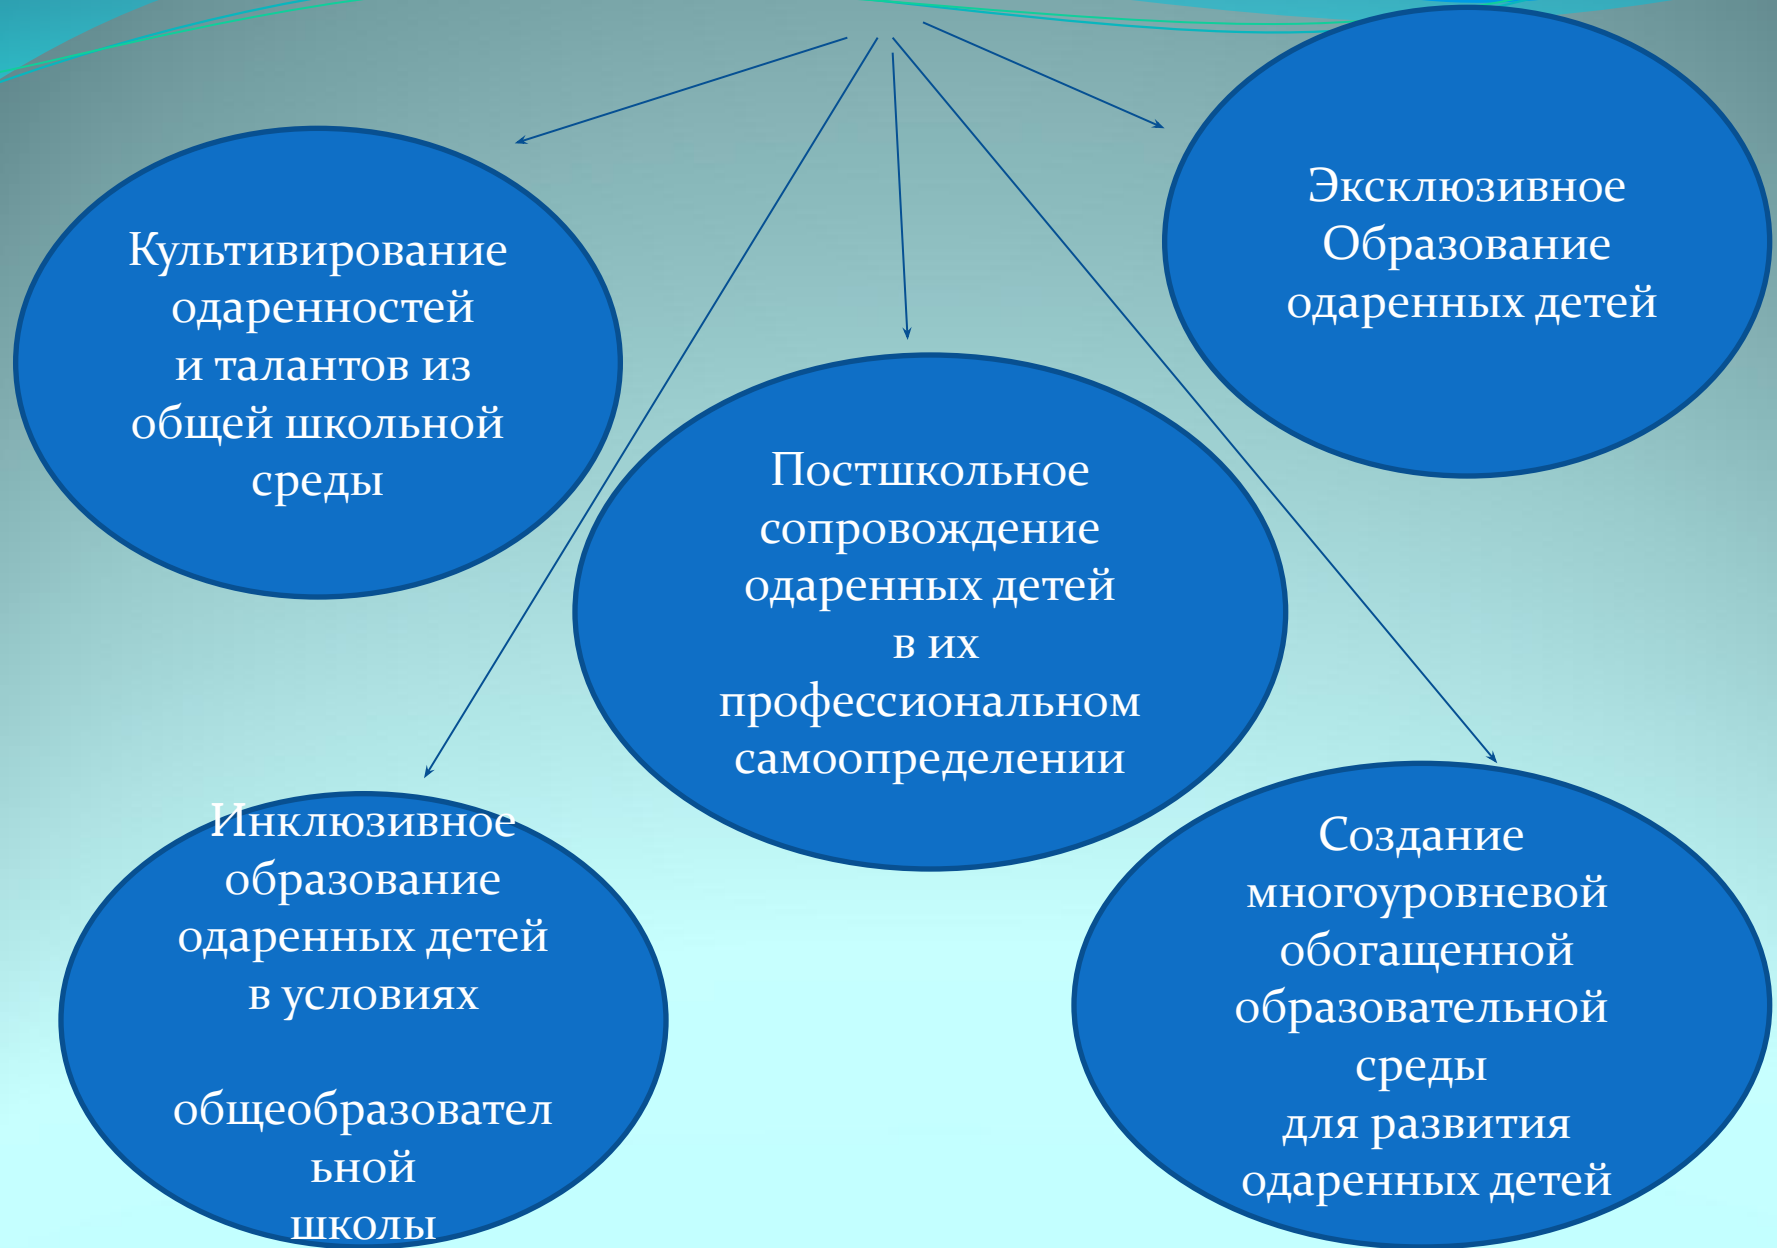 Культивирование
одаренностей
и талантов из
общей школьной
среды
Эксклюзивное
Образование
одаренных детей
Постшкольное
сопровождение
одаренных детей
в их
профессиональном
самоопределении
Инклюзивное
образование
одаренных детей
в условиях
общеобразовател
ьной
школы
Создание
многоуровневой
обогащенной
образовательной
среды
для развития
одаренных детей